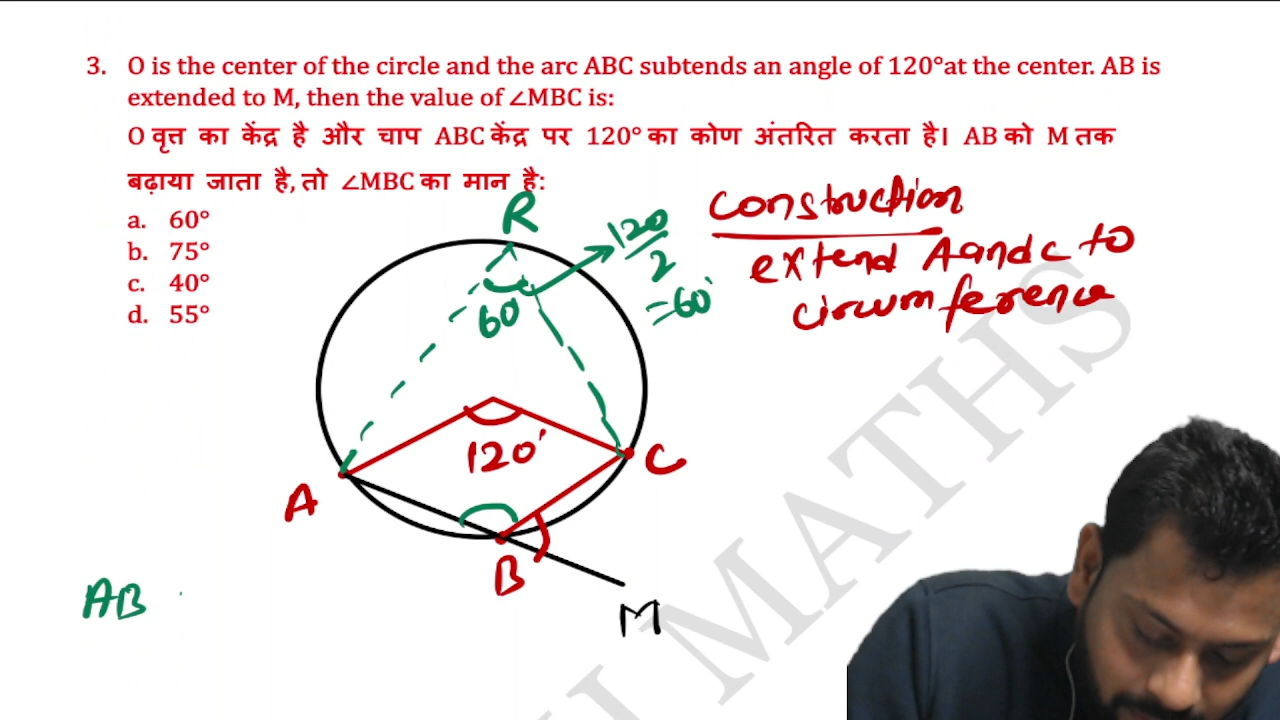 3. O is the center of the circle and the arc ABC subtends an angle of 120°at the center. AB is
extended to M, then the value of ∠MBC is:
O वृत्त का केंद्र है और चाप ABC केंद्र पर 120° का कोण अंतरित करता है। AB को M तक
बढ़ाया जाता है, तो ∠MBC का मान है:
a. 60°
b. 75°
c. 40°
d. 55°
construction
extend A and C to
circumference
R
120/2
=60°
60
120°
A
B
C
M
AB
MATHS